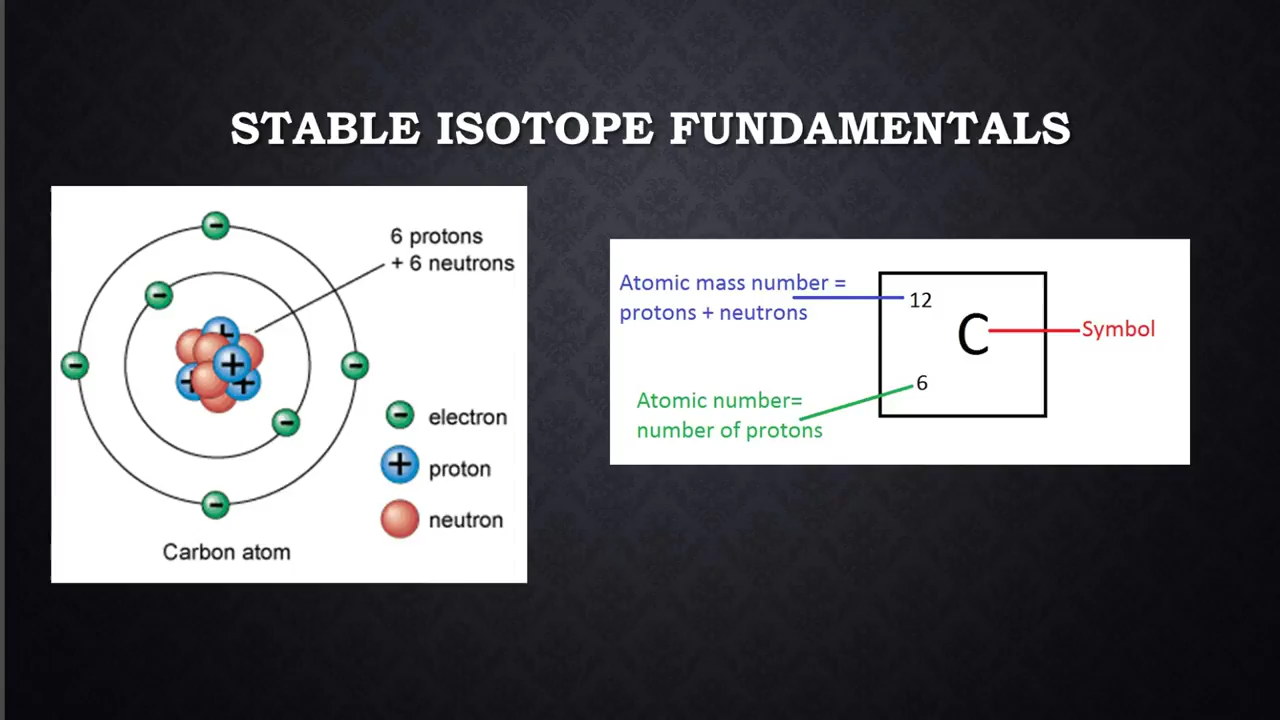 STABLE ISOTOPE FUNDAMENTALS
6 protons
+ 6 neutrons
electron
proton
neutron
Carbon atom
Atomic mass number =
protons + neutrons
12
C
Symbol
6
Atomic number=
number of protons